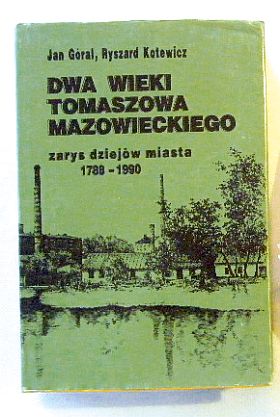 Jan Góral, Ryszard Kotewicz
DWA WIEKI
TOMASZOWA
MAZOWIECKIEGO
zarys dziejów miasta
1788-1990